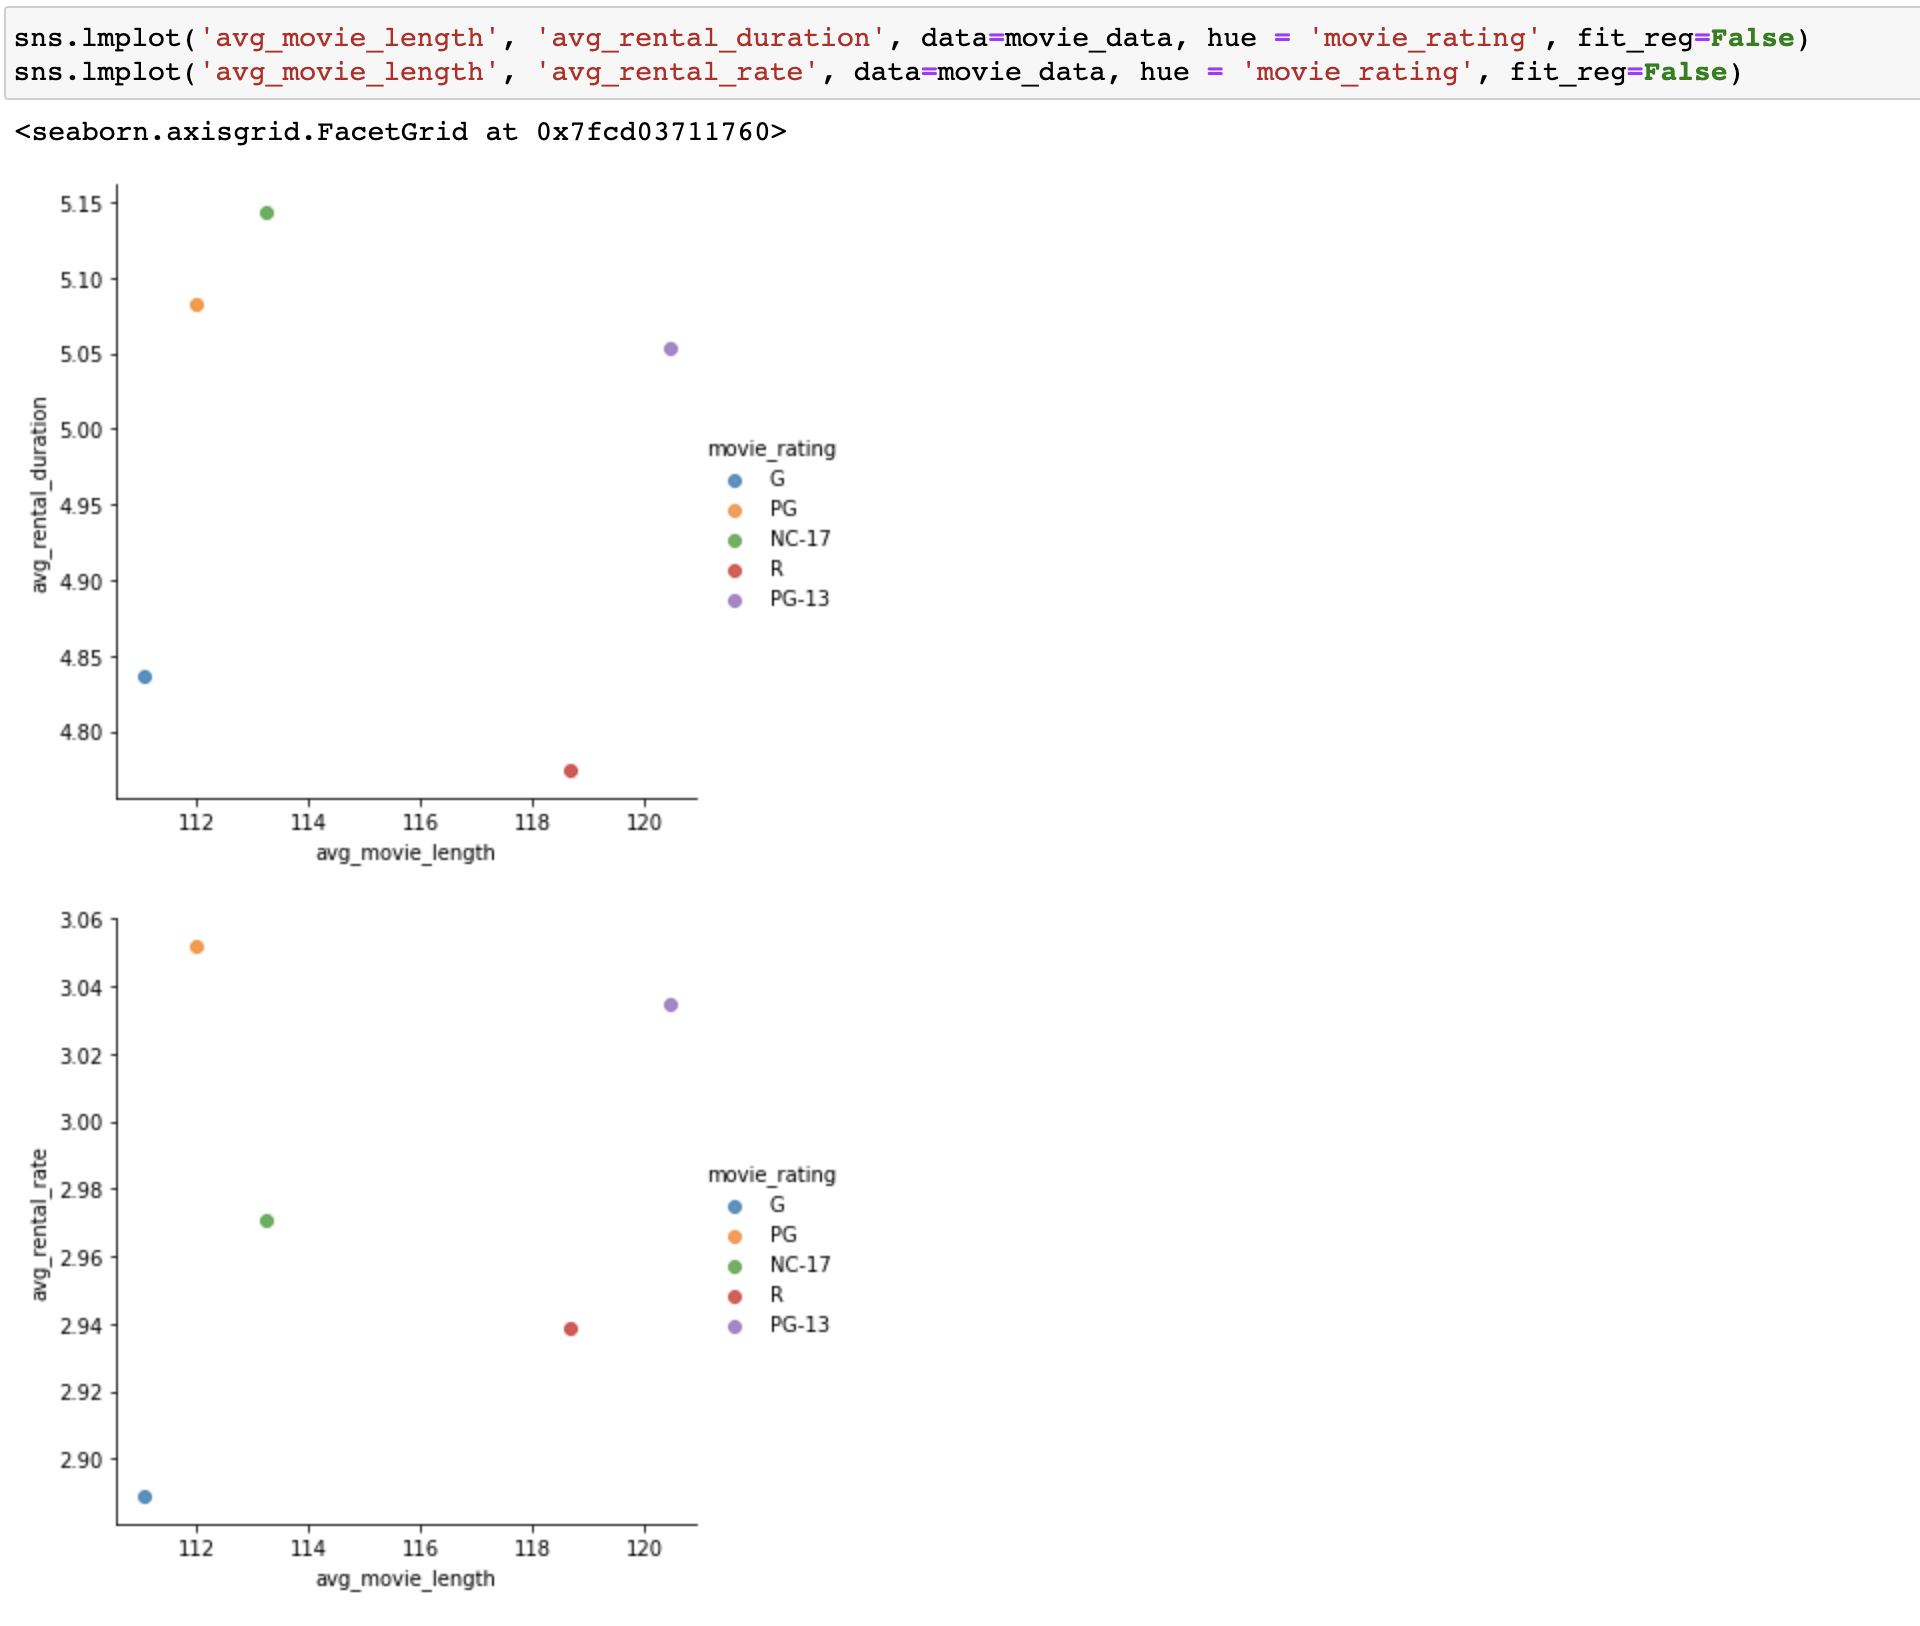 sns.lmplot('avg_movie_length', 'avg_rental_duration', data=movie_data, hue = 'movie_rating', fit_reg=False)
sns.lmplot('avg_movie_length', 'avg_rental_rate', data=movie_data, hue = 'movie_rating', fit_reg=False)
<seaborn.axisgrid.FacetGrid at 0x7fcd03711760>
5.15
5.10
5.05
5.00
4.95
4.90
4.85
4.80
avg_rental_duration
112 114 116 118 120
avg_movie_length
movie_rating
G
PG
NC-17
R
PG-13
3.06
3.04
3.02
3.00
2.98
2.96
2.94
2.92
2.90
avg_rental_rate
112 114 116 118 120
avg_movie_length
movie_rating
G
PG
NC-17
R
PG-13